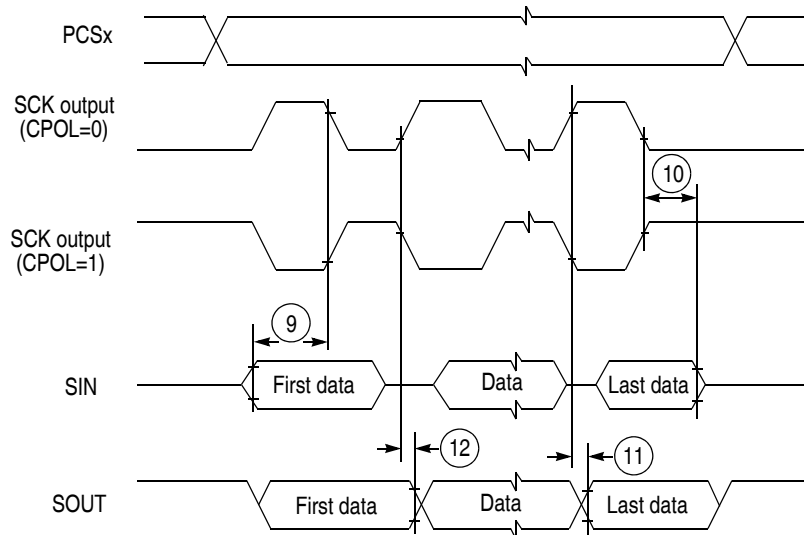 PCSx
SCK output
(CPOL=0)
10
SCK output
(CPOL=1)
9
SIN
First data
Data
Last data
12
11
SOUT
First data
Data
Last data